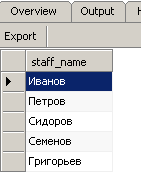 Overview Output
Export
staff_name
Иванов
Петров
Сидоров
Семенов
Григорьев